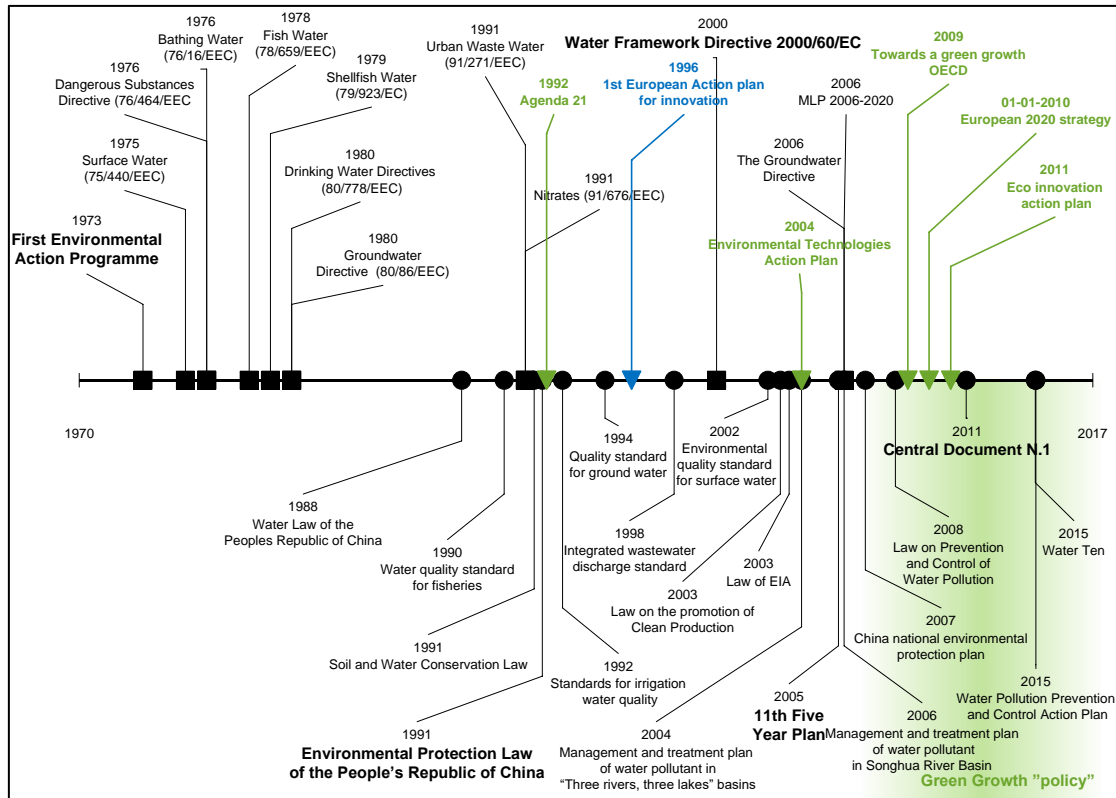 1976
Bathing Water
(76/16/EEC)
1978
Fish Water
(78/659/EEC)
1991
Urban Waste Water
(91/271/EEC)
2000
Water Framework Directive 2000/60/EC
2009
Towards a green growth
OECD
1976
Dangerous Substances
Directive (76/464/EEC
1979
Shellfish Water
(79/923/EC)
1992
Agenda 21
1996
1st European Action plan
for innovation
2006
MLP 2006-2020
01-01-2010
European 2020 strategy
1975
Surface Water
(75/440/EEC)
1980
Drinking Water Directives
(80/778/EEC)
1991
Nitrates (91/676/EEC)
2006
The Groundwater
Directive
2011
Eco innovation
action plan
1973
First Environmental
Action Programme
1980
Groundwater
Directive (80/86/EEC)
2004
Environmental Technologies
Action Plan
1970
2017
1994
Quality standard
for ground water
2002
Environmental
quality standard
for surface water
2011
Central Document N.1
1988
Water Law of the
Peoples Republic of China
1990
Water quality standard
for fisheries
1998
Integrated wastewater
discharge standard
2003
Law of EIA
2008
Law on Prevention
and Control of
Water Pollution
2015
Water Ten
2003
Law on the promotion of
Clean Production
2007
China national environmental
protection plan
1991
Soil and Water Conservation Law
1992
Standards for irrigation
water quality
2005
11th Five
Year Plan
2015
Water Pollution Prevention
and Control Action Plan
1991
Environmental Protection Law
of the People's Republic of China
2004
Management and treatment plan
of water pollutant in
“Three rivers, three lakes” basins
2006
Management and treatment plan
of water pollutant
in Songhua River Basin
Green Growth ”policy”